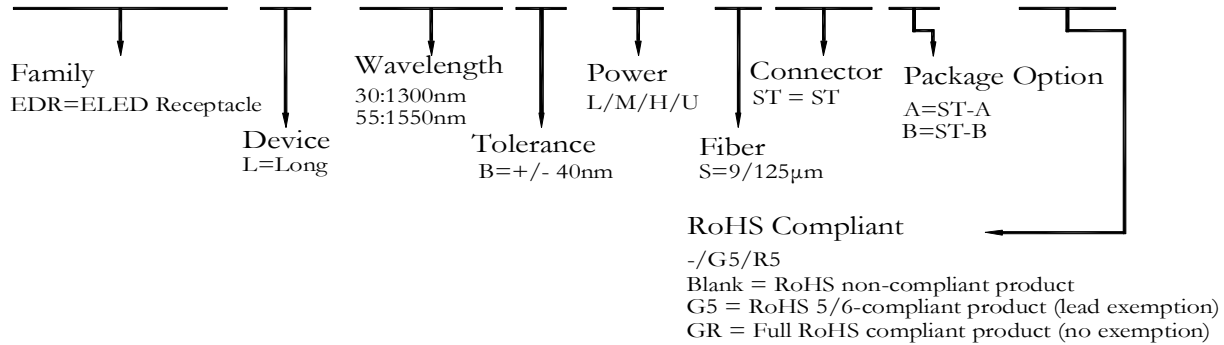 Family
EDR=ELED Receptacle
Device
L=Long
Wavelength
30:1300nm
55:1550nm
Tolerance
B=+/- 40nm
Power
L/M/H/U
Fiber
S=9/125µm
Connector
ST = ST
Package Option
A=ST-A
B=ST-B
RoHS Compliant
-/G5/R5
Blank = RoHS non-compliant product
G5 = RoHS 5/6-compliant product (lead exemption)
GR = Full RoHS compliant product (no exemption)